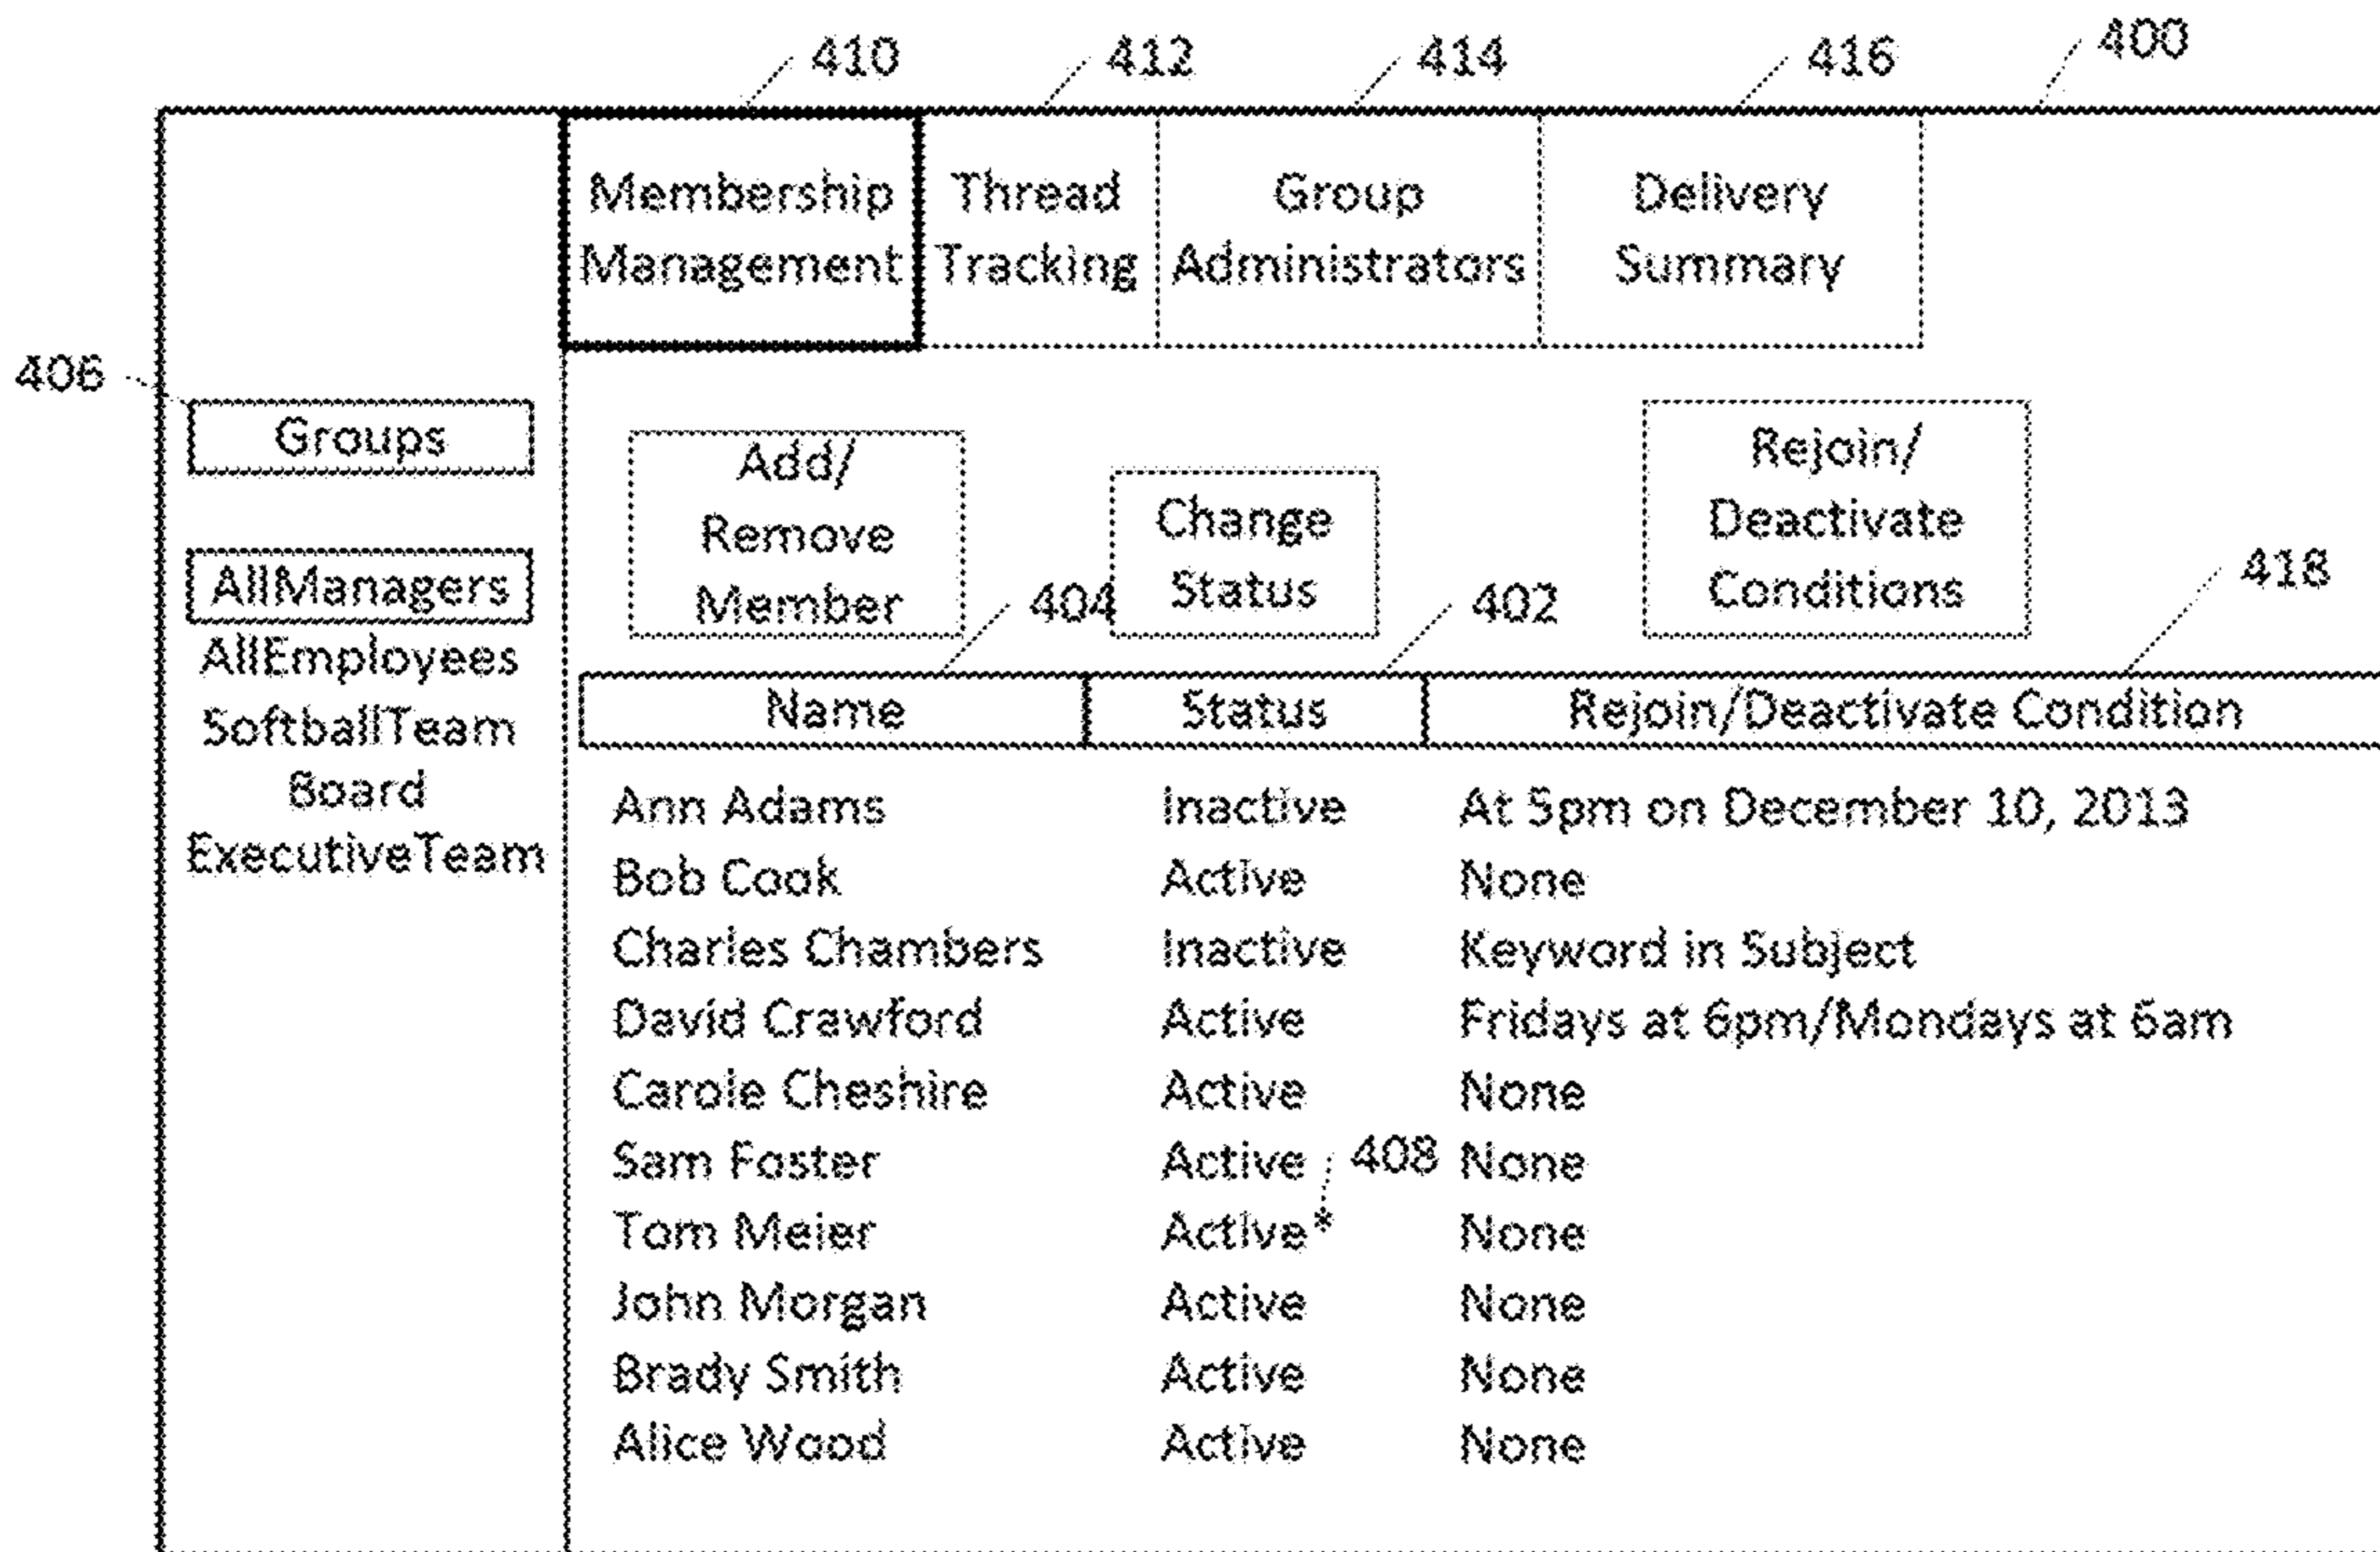 410 412 414 416 400
Membership Thread Group Delivery
Management Tracking Administrators Summary
406
Groups
AllManagers
AllEmployees
SoftballTeam
Board
ExecutiveTeam
Add/
Remove
Member
Change
Status
Rejoin/
Deactivate
Conditions
404 402 418
Name Status Rejoin/Deactivate Condition
Ann Adams Inactive At 5pm on December 10, 2013
Bob Cook Active None
Charles Chambers Inactive Keyword in Subject
David Crawford Active Fridays at 6pm/Mondays at 6am
Carole Cheshire Active None
Sam Foster Active 408 None
Tom Meier Active* None
John Morgan Active None
Brady Smith Active None
Alice Wood Active None